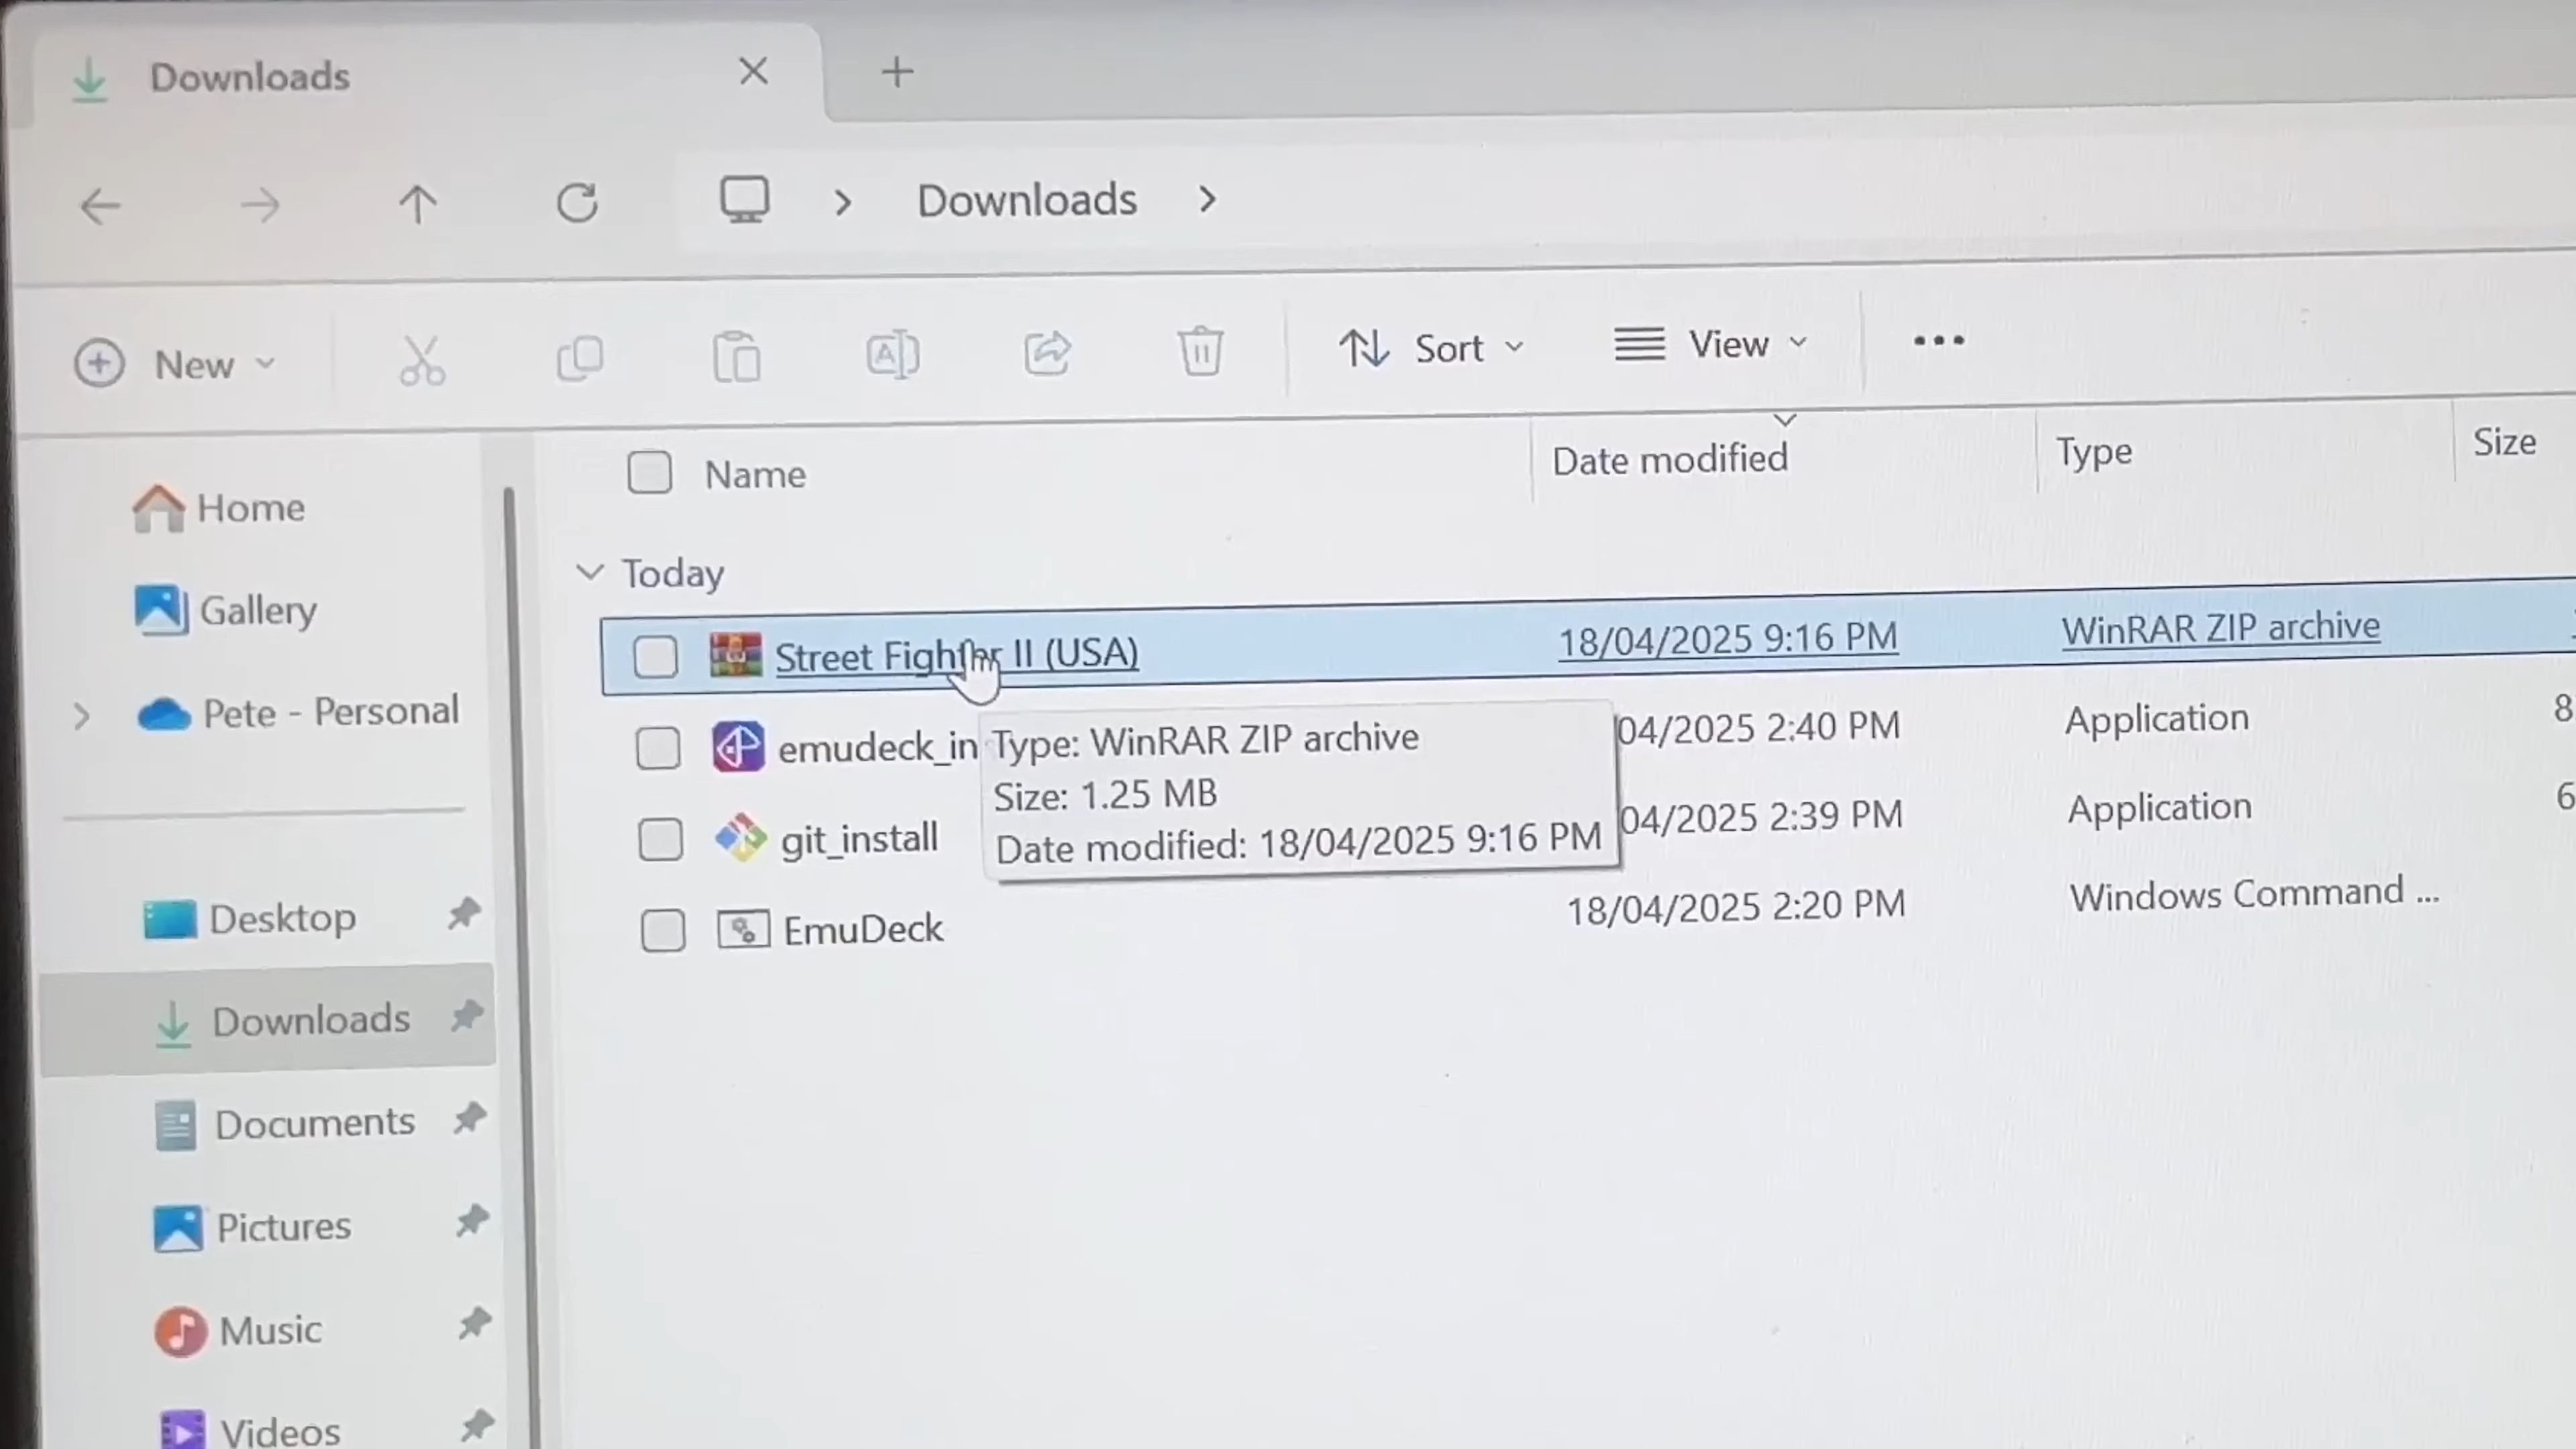 Downloads
Downloads
New
Sort
View
Name
Date modified
Type
Size
Home
Gallery
Pete - Personal
Desktop
Downloads
Documents
Pictures
Music
Videos
Today
Street Fighter II (USA)
18/04/2025 9:16 PM
WinRAR ZIP archive
emudeck_in
04/2025 2:40 PM
Application
8
git_install
04/2025 2:39 PM
Application
6
EmuDeck
18/04/2025 2:20 PM
Windows Command ...
Type: WinRAR ZIP archive
Size: 1.25 MB
Date modified: 18/04/2025 9:16 PM